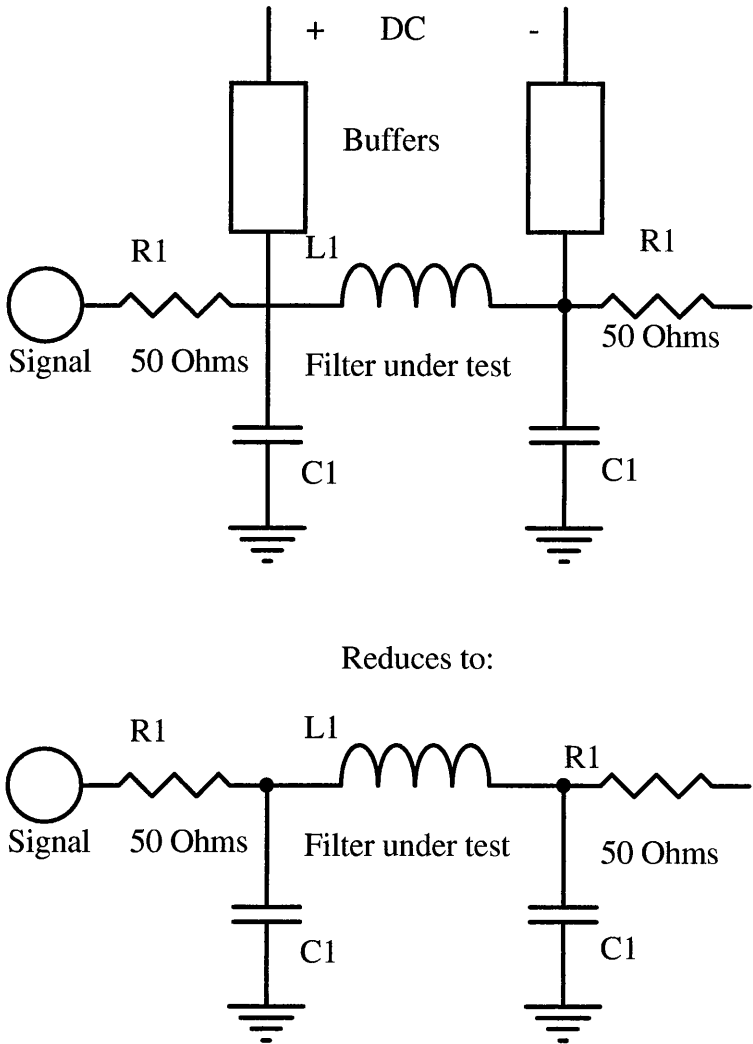 + DC -
Buffers
R1 L1 R1
Signal 50 Ohms Filter under test 50 Ohms
C1 C1
Reduces to:
R1 L1 R1
Signal 50 Ohms Filter under test 50 Ohms
C1 C1